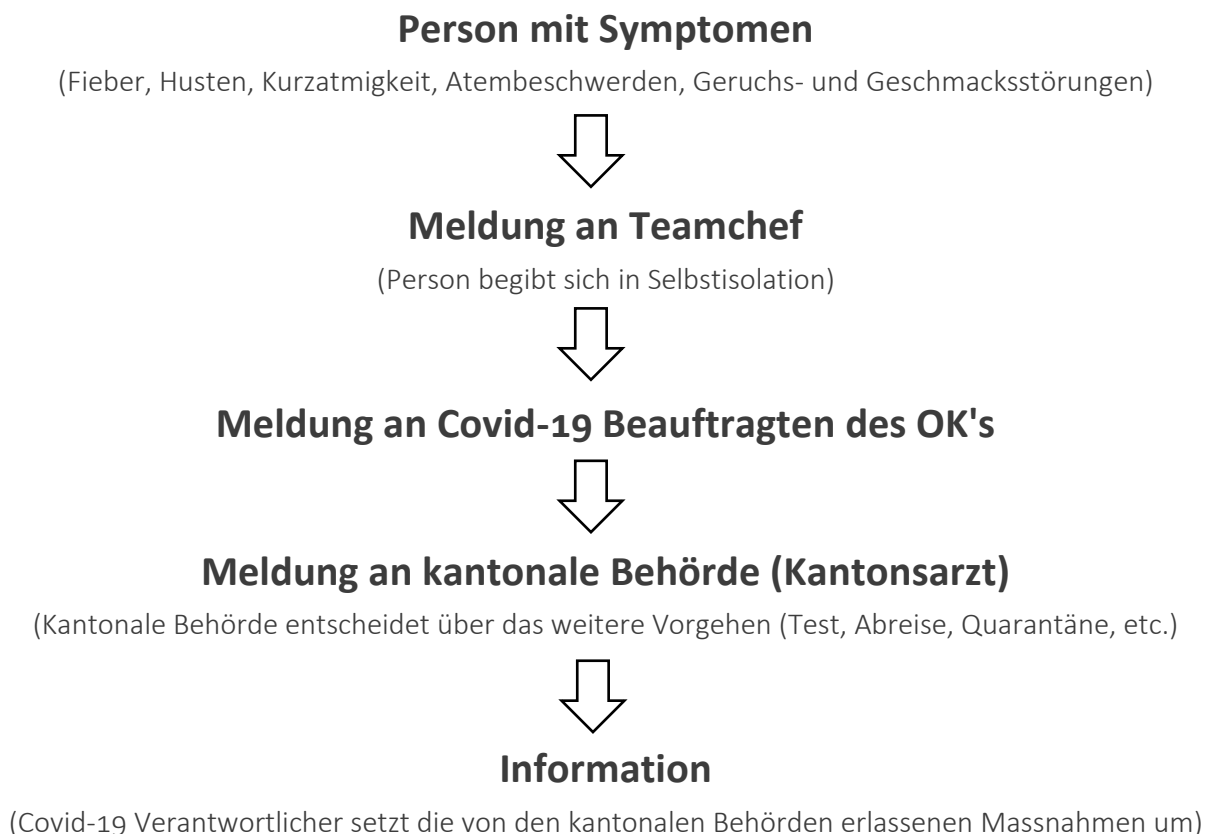 Person mit Symptomen
(Fieber, Husten, Kurzatmigkeit, Atembeschwerden, Geruchs- und Geschmacksstörungen)
Meldung an Teamchef
(Person begibt sich in Selbstisolation)
Meldung an Covid-19 Beauftragten des OK's
Meldung an kantonale Behörde (Kantonsarzt)
(Kantonale Behörde entscheidet über das weitere Vorgehen (Test, Abreise, Quarantäne, etc.)
Information
(Covid-19 Verantwortlicher setzt die von den kantonalen Behörden erlassenen Massnahmen um)